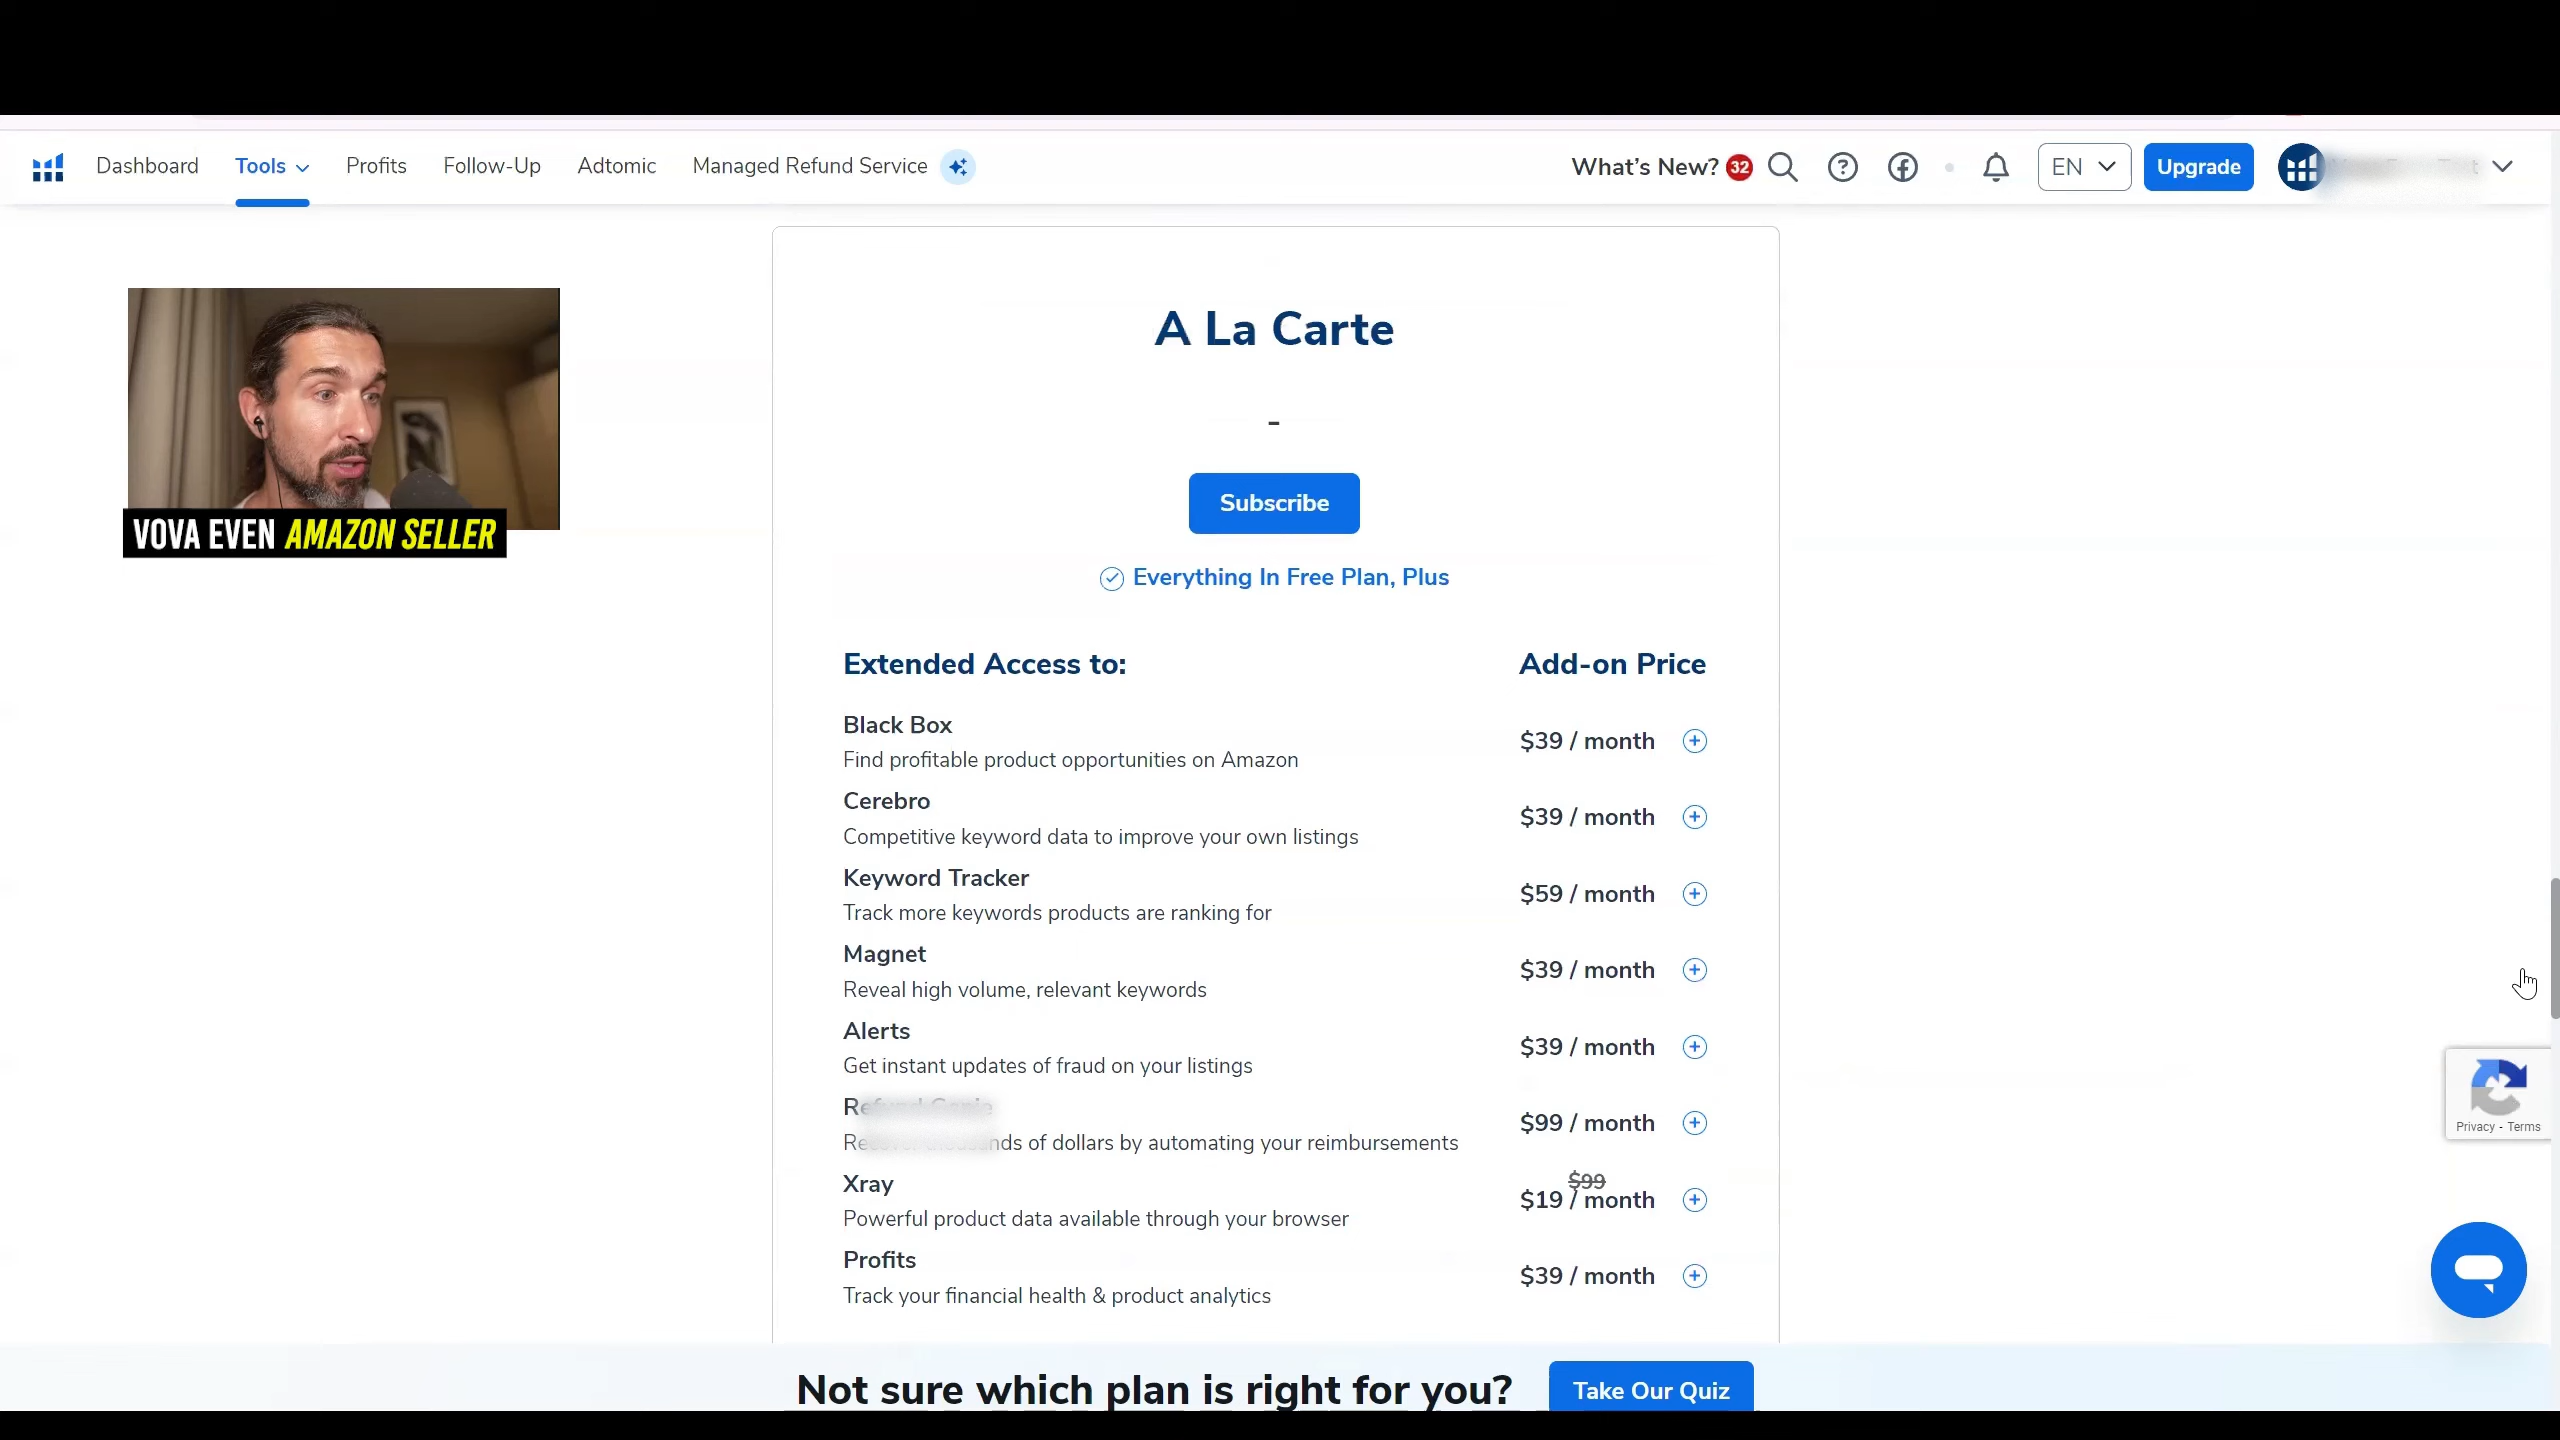 Dashboard
Tools
Profits
Follow-Up
Adtomic
Managed Refund Service
What's New? 32
EN
Upgrade
A La Carte
-
Subscribe
Everything In Free Plan, Plus
VOVA EVEN AMAZON SELLER
Extended Access to:
Add-on Price
Black Box
Find profitable product opportunities on Amazon
$39 / month
Cerebro
Competitive keyword data to improve your own listings
$39 / month
Keyword Tracker
Track more keywords products are ranking for
$59 / month
Magnet
Reveal high volume, relevant keywords
$39 / month
Alerts
Get instant updates of fraud on your listings
$39 / month
of dollars by automating your reimbursements
$99 / month
Xray
Powerful product data available through your browser
$99
$19 / month
Profits
Track your financial health & product analytics
$39 / month
Privacy - Terms
Not sure which plan is right for you?
Take Our Quiz